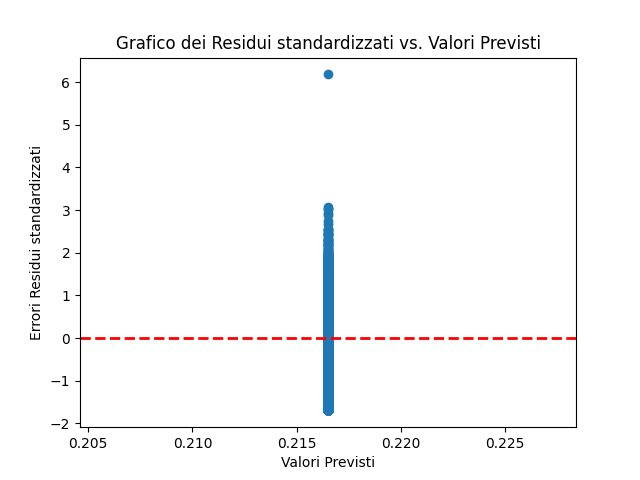 Grafico dei Residui standardizzati vs. Valori Previsti
Errori Residui standardizzati
6
5
4
3
2
1
0
−1
−2
0.205 0.210 0.215 0.220 0.225
Valori Previsti